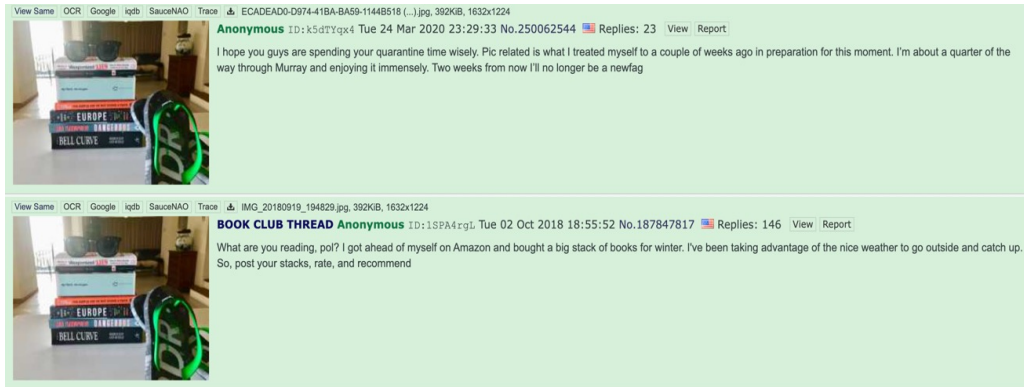 View Same OCR Google iqdb SauceNAO Trace ECADEAD0-D974-41BA-BA59-1144B518 (...).jpg, 392KiB, 1632x1224
Anonymous ID:k5dTYqx4 Tue 24 Mar 2020 23:29:33 No.250062544 Replies: 23 View Report
I hope you guys are spending your quarantine time wisely. Pic related is what I treated myself to a couple of weeks ago in preparation for this moment. I'm about a quarter of the
way through Murray and enjoying it immensely. Two weeks from now I'll no longer be a newfag
EUROPE
DANGEROUS
BELL CURVE
DR
View Same OCR Google iqdb SauceNAO Trace IMG_20180919_194829.jpg, 392KiB, 1632x1224
BOOK CLUB THREAD Anonymous ID:1SPA4rgL Tue 02 Oct 2018 18:55:52 No.187847817 Replies: 146 View Report
What are you reading, pol? I got ahead of myself on Amazon and bought a big stack of books for winter. I've been taking advantage of the nice weather to go outside and catch up.
So, post your stacks, rate, and recommend
EUROPE
DANGEROUS
BELL CURVE
DR